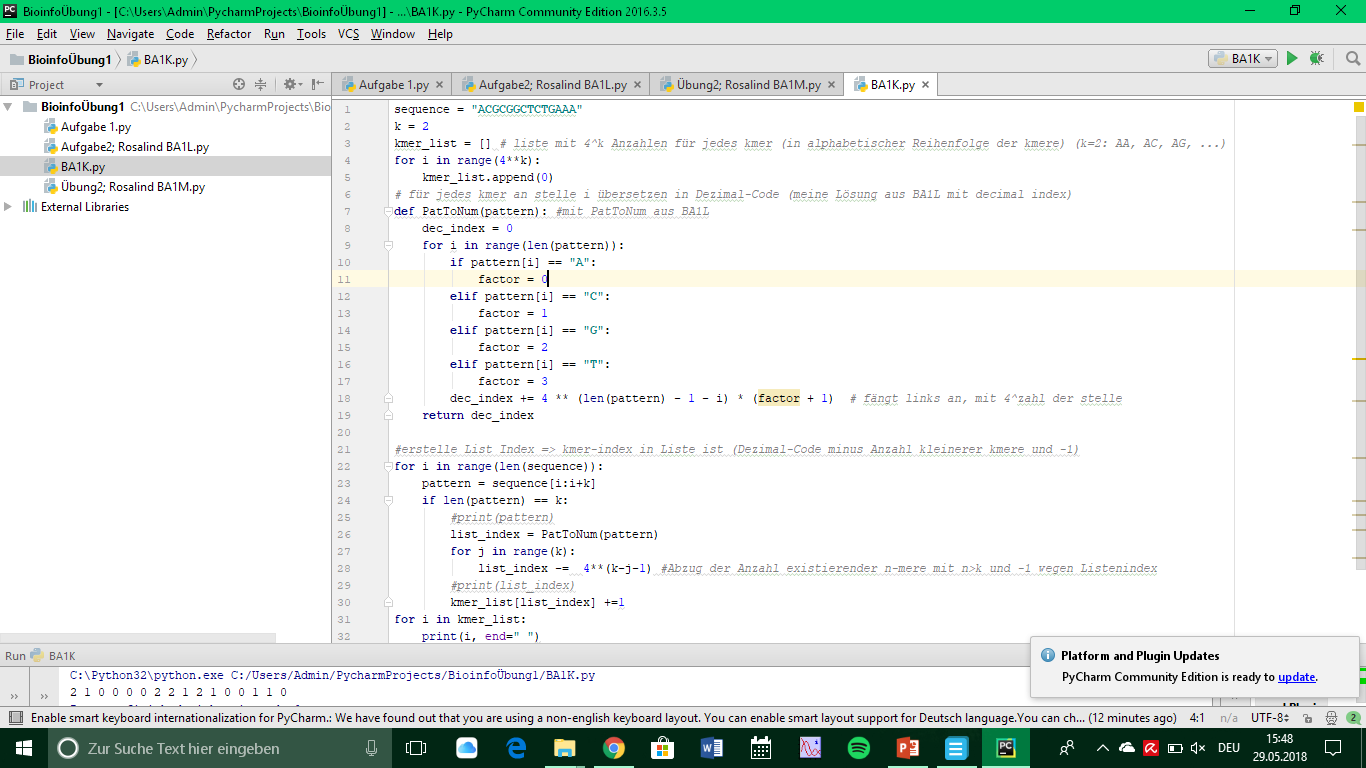 BioinfoÜbung1 - [C:\Users\Admin\PycharmProjects\BioinfoÜbung1] - ...\BA1K.py - PyCharm Community Edition 2016.3.5
File Edit View Navigate Code Refactor Run Tools VCS Window Help
BioinfoÜbung1 BA1K.py BA1K
Project Aufgabe 1.py Aufgabe2; Rosalind BA1L.py Übung2; Rosalind BA1M.py BA1K.py
BioinfoÜbung1 C:\Users\Admin\PycharmProjects\Bio
Aufgabe 1.py
Aufgabe2; Rosalind BA1L.py
BA1K.py
Übung2; Rosalind BA1M.py
External Libraries
1 sequence = "ACGCGGCTCTGAAA"
2 k = 2
3 kmer_list = [] # liste mit 4^k Anzahlen für jedes kmer (in alphabetischer Reihenfolge der kmere) (k=2: AA, AC, AG, ...)
4 for i in range(4**k):
5 kmer_list.append(0)
6 # für jedes kmer an stelle i übersetzen in Dezimal-Code (meine Lösung aus BA1L mit decimal index)
7 def PatToNum(pattern): #mit PatToNum aus BA1L
8 dec_index = 0
9 for i in range(len(pattern)):
10 if pattern[i] == "A":
11 factor = 0
12 elif pattern[i] == "C":
13 factor = 1
14 elif pattern[i] == "G":
15 factor = 2
16 elif pattern[i] == "T":
17 factor = 3
18 dec_index += 4 ** (len(pattern) - 1 - i) * (factor + 1) # fängt links an, mit 4^zahl der stelle
19 return dec_index
20
21 #erstelle List Index => kmer-index in Liste ist (Dezimal-Code minus Anzahl kleinerer kmere und -1)
22 for i in range(len(sequence)):
23 pattern = sequence[i:i+k]
24 if len(pattern) == k:
25 #print(pattern)
26 list_index = PatToNum(pattern)
27 for j in range(k):
28 list_index -= 4**(k-j-1) #Abzug der Anzahl existierender n-mere mit n>k und -1 wegen Listenindex
29 #print(list_index)
30 kmer_list[list_index] +=1
31 for i in kmer_list:
32 print(i, end=" ")
Run BA1K
C:\Python32\python.exe C:/Users/Admin/PycharmProjects/BioinfoÜbung1/BA1K.py
2 1 0 0 0 0 2 2 1 2 1 0 0 1 1 0
Platform and Plugin Updates
PyCharm Community Edition is ready to update.
Enable smart keyboard internationalization for PyCharm.: We have found out that you are using a non-english keyboard layout. You can enable smart layout support for Deutsch language.You can ch... (12 minutes ago) 4:1 n/a UTF-8 2
Zur Suche Text hier eingeben
DEU
15:48
29.05.2018